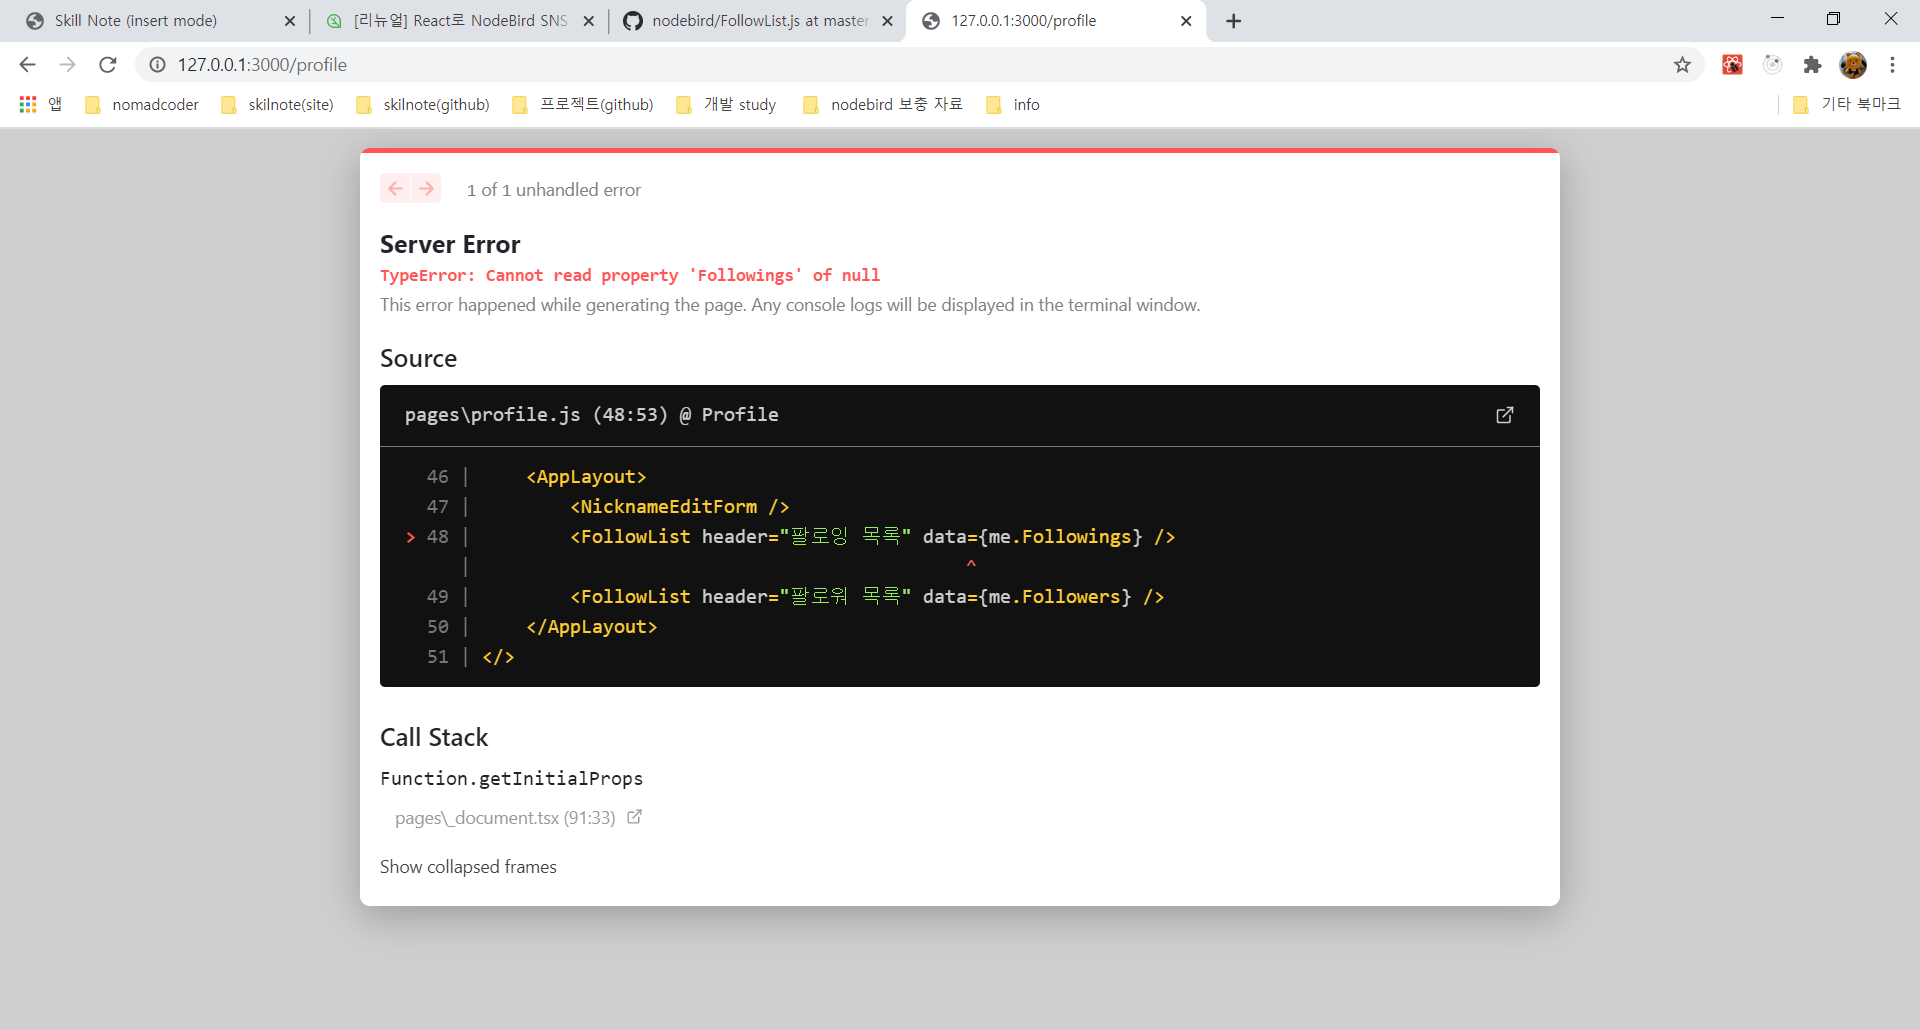 Skill Note (insert mode)
[리뉴얼] React로 NodeBird SNS
nodebird/FollowList.js at master
127.0.0.1:3000/profile
127.0.0.1:3000/profile
앱 nomadcoder skilnote(site) skilnote(github) 프로젝트(github) 개발 study nodebird 보충 자료 info 기타 북마크
1 of 1 unhandled error
Server Error
TypeError: Cannot read property 'Followings' of null
This error happened while generating the page. Any console logs will be displayed in the terminal window.
Source
pages\profile.js (48:53) @ Profile
46 | <AppLayout>
47 | <NicknameEditForm />
> 48 | <FollowList header="팔로잉 목록" data={me.Followings} />
| ^
49 | <FollowList header="팔로워 목록" data={me.Followers} />
50 | </AppLayout>
51 | </>
Call Stack
Function.getInitialProps
pages\_document.tsx (91:33)
Show collapsed frames